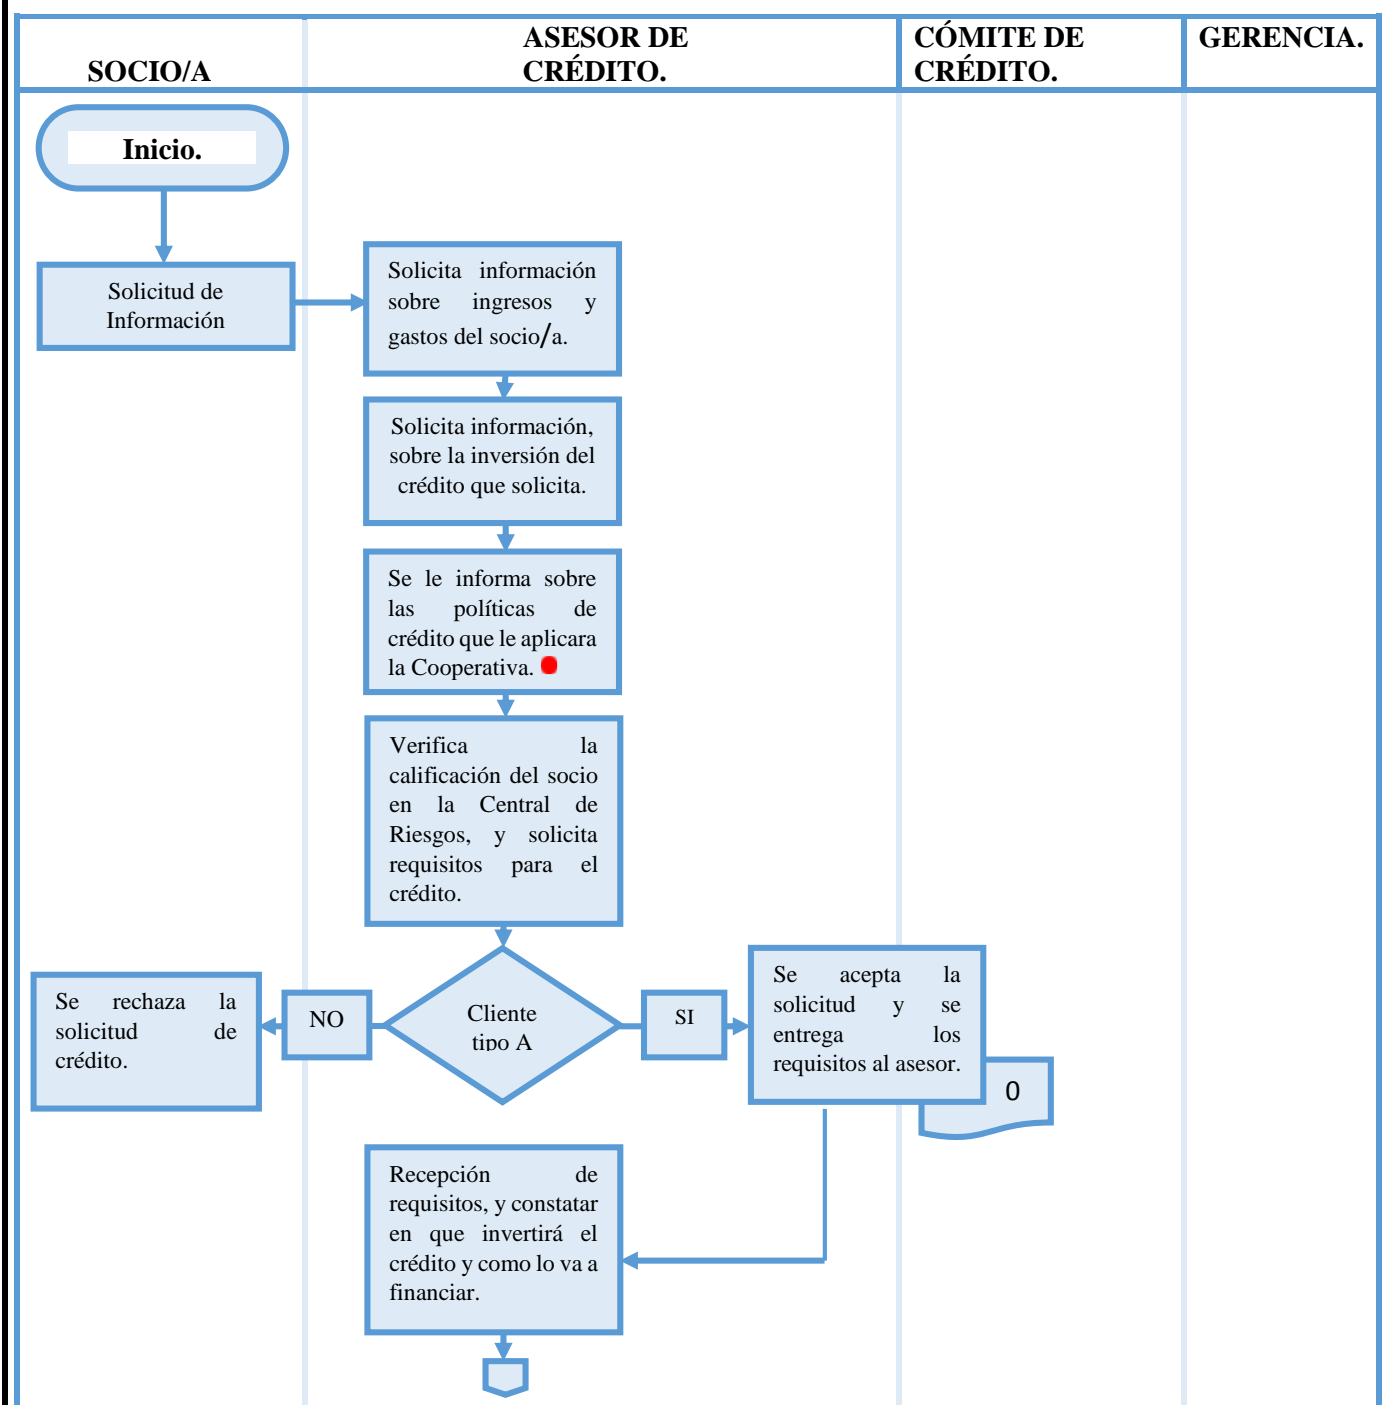 SOCIO/A
ASESOR DE
CRÉDITO.
CÓMITE DE
CRÉDITO.
GERENCIA.
Inicio.
Solicitud de
Información
Solicita información
sobre ingresos y
gastos del socio/a.
Solicita información,
sobre la inversión del
crédito que solicita.
Se le informa sobre
las políticas de
crédito que le aplicara
la Cooperativa.
Verifica la
calificación del socio
en la Central de
Riesgos, y solicita
requisitos para el
crédito.
Cliente
tipo A
NO
Se rechaza la
solicitud de
crédito.
SI
Se acepta la
solicitud y se
entrega los
requisitos al asesor.
0
Recepción de
requisitos, y constatar
en que invertirá el
crédito y como lo va a
financiar.